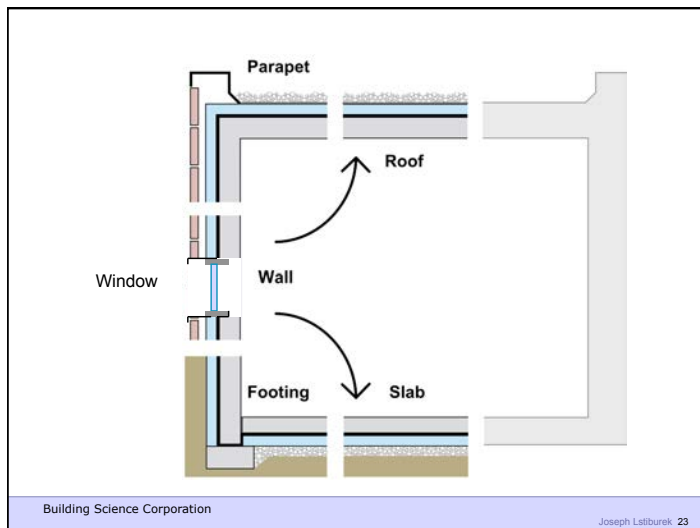 Parapet
Roof
Window
Wall
Footing
Slab
Building Science Corporation
Joseph Lstiburek 23